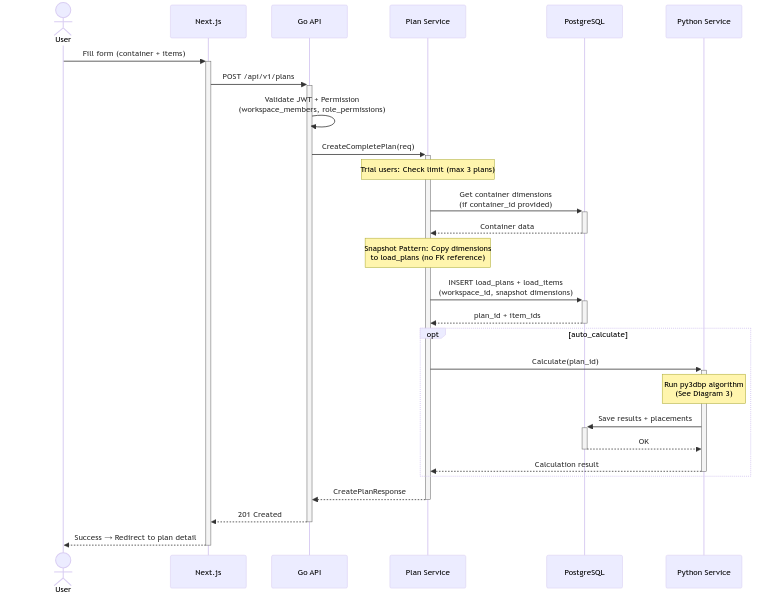 User
Next.js
Go API
Plan Service
PostgreSQL
Python Service
Fill form (container + items)
POST /api/v1/plans
Validate JWT + Permission
(workspace_members, role_permissions)
CreateCompletePlan(req)
Trial users: Check limit (max 3 plans)
Get container dimensions
(if container_id provided)
Container data
Snapshot Pattern: Copy dimensions
to load_plans (no FK reference)
INSERT load_plans + load_items
(workspace_id, snapshot dimensions)
plan_id + item_ids
opt
[auto_calculate]
Calculate(plan_id)
Run py3dbp algorithm
(See Diagram 3)
Save results + placements
OK
Calculation result
CreatePlanResponse
201 Created
Success → Redirect to plan detail
User
Next.js
Go API
Plan Service
PostgreSQL
Python Service